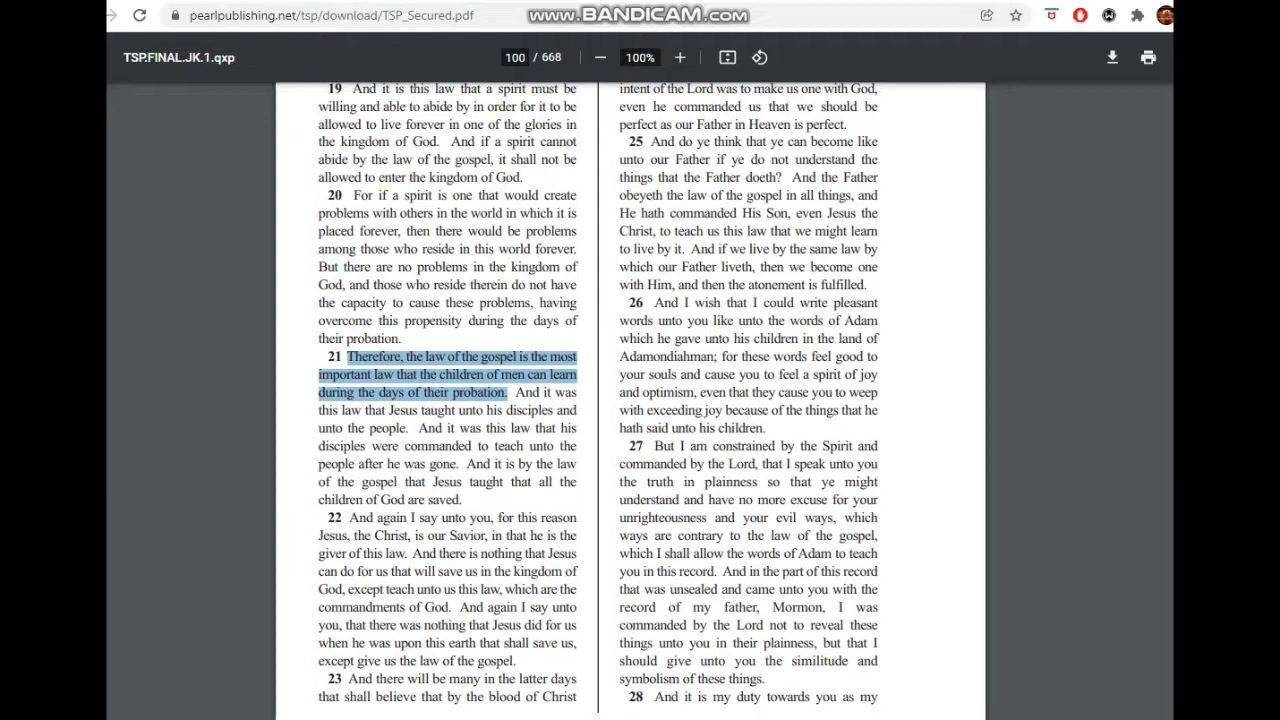 pearlpublishing.net/tsp/download/TSP_Secured.pdf
www.BANDICAM.com
TSP.FINAL.JK.1.qxp
100 / 668
100%
19 And it is this law that a spirit must be
willing and able to abide by in order for it to be
allowed to live forever in one of the glories in
the kingdom of God. And if a spirit cannot
abide by the law of the gospel, it shall not be
allowed to enter the kingdom of God.
20 For if a spirit is one that would create
problems with others in the world in which it is
placed forever, then there would be problems
among those who reside in this world forever.
But there are no problems in the kingdom of
God, and those who reside therein do not have
the capacity to cause these problems, having
overcome this propensity during the days of
their probation.
21 Therefore, the law of the gospel is the most
important law that the children of men can learn
during the days of their probation. And it was
this law that Jesus taught unto his disciples and
unto the people. And it was this law that his
disciples were commanded to teach unto the
people after he was gone. And it is by the law
of the gospel that Jesus taught that all the
children of God are saved.
22 And again I say unto you, for this reason
Jesus, the Christ, is our Savior, in that he is the
giver of this law. And there is nothing that Jesus
can do for us that will save us in the kingdom of
God, except teach unto us this law, which are the
commandments of God. And again I say unto
you, that there was nothing that Jesus did for us
when he was upon this earth that shall save us,
except give us the law of the gospel.
23 And there will be many in the latter days
that shall believe that by the blood of Christ
intent of the Lord was to make us one with God,
even he commanded us that we should be
perfect as our Father in Heaven is perfect.
25 And do ye think that ye can become like
unto our Father if ye do not understand the
things that the Father doeth? And the Father
obeyeth the law of the gospel in all things, and
He hath commanded His Son, even Jesus the
Christ, to teach us this law that we might learn
to live by it. And if we live by the same law by
which our Father liveth, then we become one
with Him, and then the atonement is fulfilled.
26 And I wish that I could write pleasant
words unto you like unto the words of Adam
which he gave unto his children in the land of
Adamondiahman; for these words feel good to
your souls and cause you to feel a spirit of joy
and optimism, even that they cause you to weep
with exceeding joy because of the things that he
hath said unto his children.
27 But I am constrained by the Spirit and
commanded by the Lord, that I speak unto you
the truth in plainness so that ye might
understand and have no more excuse for your
unrighteousness and your evil ways, which
ways are contrary to the law of the gospel,
which I shall allow the words of Adam to teach
you in this record. And in the part of this record
that was unsealed and came unto you with the
record of my father, Mormon, I was
commanded by the Lord not to reveal these
things unto you in their plainness, but that I
should give unto you the similitude and
symbolism of these things.
28 And it is my duty towards you as my